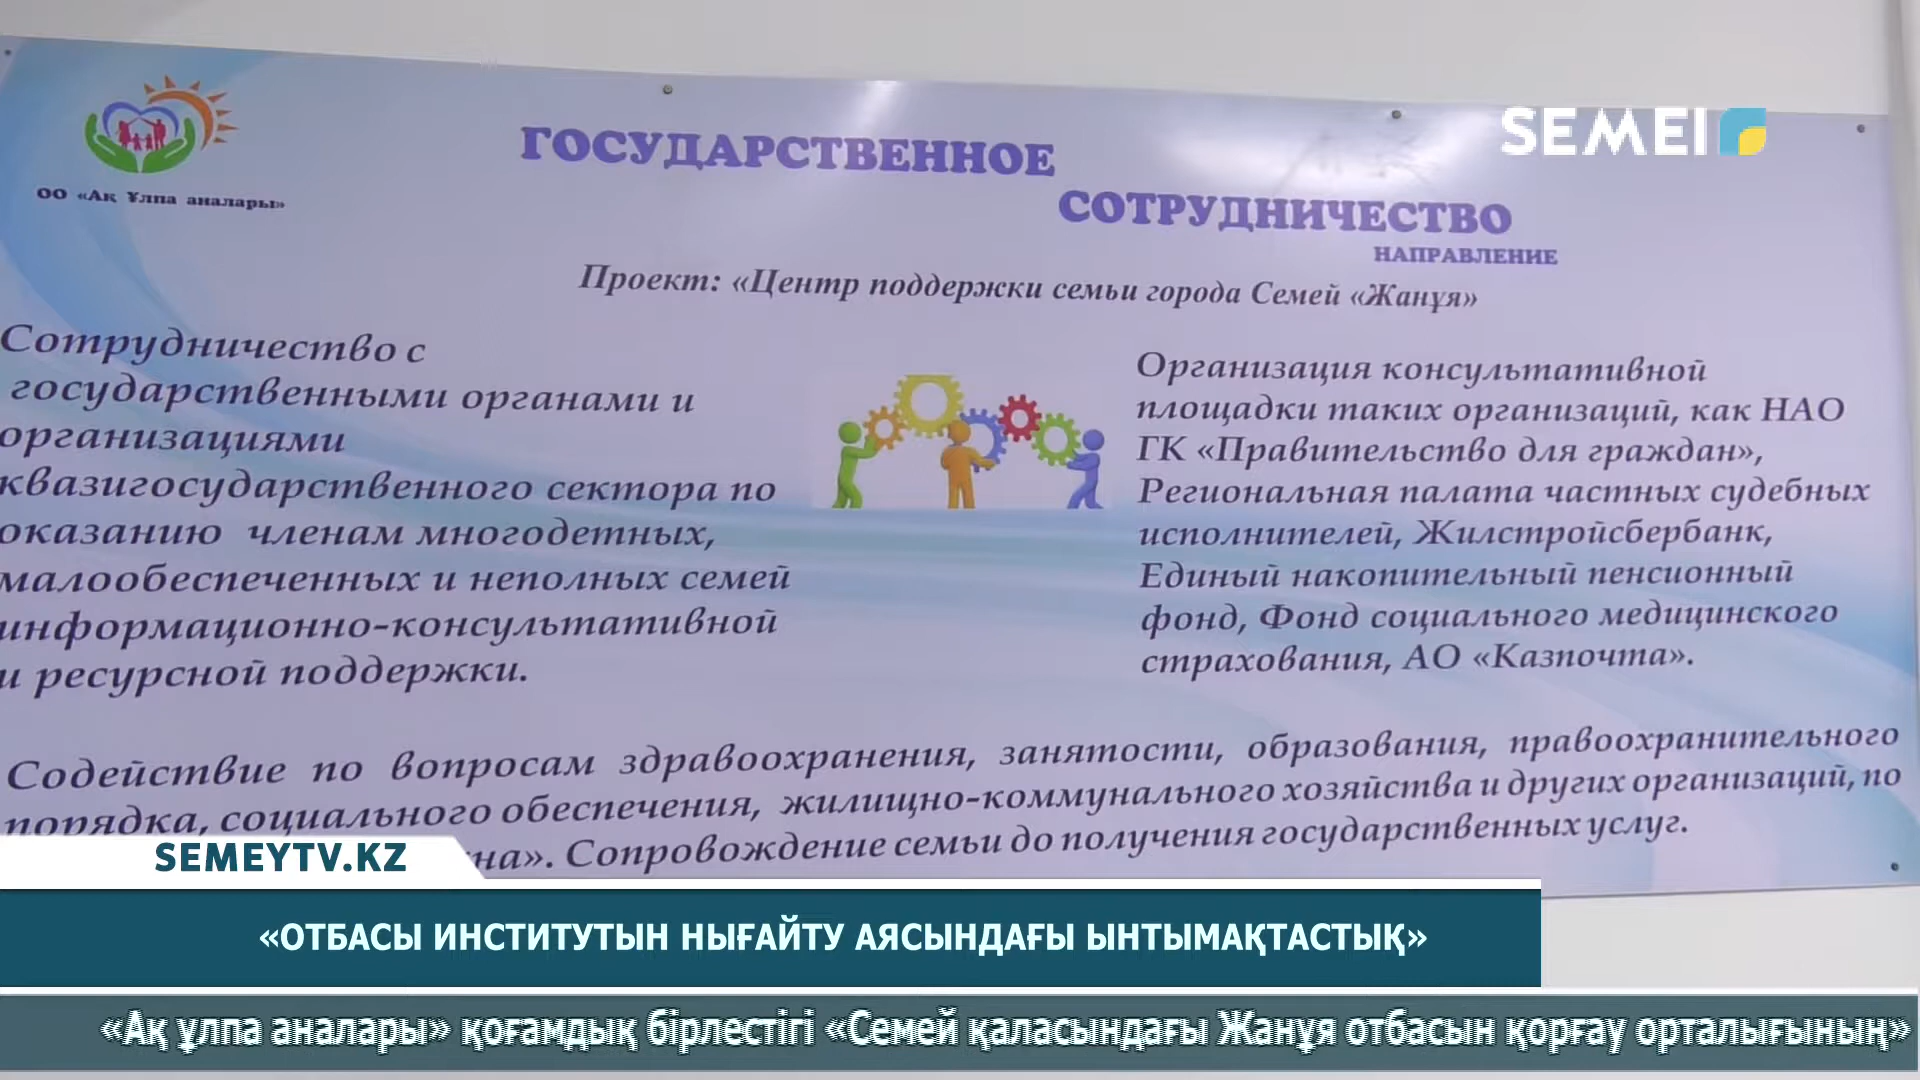 SEMEI
ОО «Ақ Ұлпа аналары»
ГОСУДАРСТВЕННОЕ
СОТРУДНИЧЕСТВО
НАПРАВЛЕНИЕ
Проект: «Центр поддержки семьи города Семей «Жанұя»
Сотрудничество с
государственными органами и
организациями
квазигосударственного сектора по
оказанию членам многодетных,
малообеспеченных и неполных семей
информационно-консультативной
и ресурсной поддержки.
Организация консультативной
площадки таких организаций, как НАО
ГК «Правительство для граждан»,
Региональная палата частных судебных
исполнителей, Жилстройсбербанк,
Единый накопительный пенсионный
фонд, Фонд социального медицинского
страхования, АО «Казпочта».
Содействие по вопросам здравоохранения, занятости, образования, правоохранительного
порядка, социального обеспечения, жилищно-коммунального хозяйства и других организаций, по
на». Сопровождение семьи до получения государственных услуг.
SEMEYTV.KZ
«ОТБАСЫ ИНСТИТУТЫН НЫҒАЙТУ АЯСЫНДАҒЫ ЫНТЫМАҚТАСТЫҚ»
«Ақ ұлпа аналары» қоғамдық бірлестігі «Семей қаласындағы Жанұя отбасын қорғау орталығының»